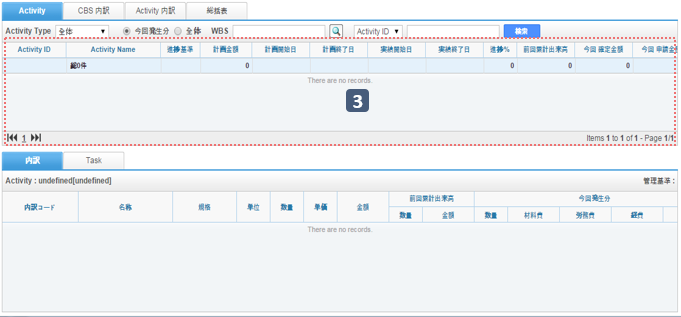 Activity CBS 内訳 Activity 内訳 総括表
Activity Type 全体 今回発生分 全体 WBS Activity ID 検索
Activity ID Activity Name 進捗基準 計画金額 計画開始日 計画終了日 実績開始日 実績終了日 進捗% 前回累計出来高 今回 確定金額 今回 申請金額
総0件 0 0 0 0
There are no records.
3
1 Items 1 to 1 of 1 - Page 1/1
内訳 Task
Activity : undefined[undefined] 管理基準 :
内訳コード 名称 規格 単位 数量 単価 金額 前回累計出来高 今回発生分
数量 金額 数量 材料費 労務費 経費
There are no records.